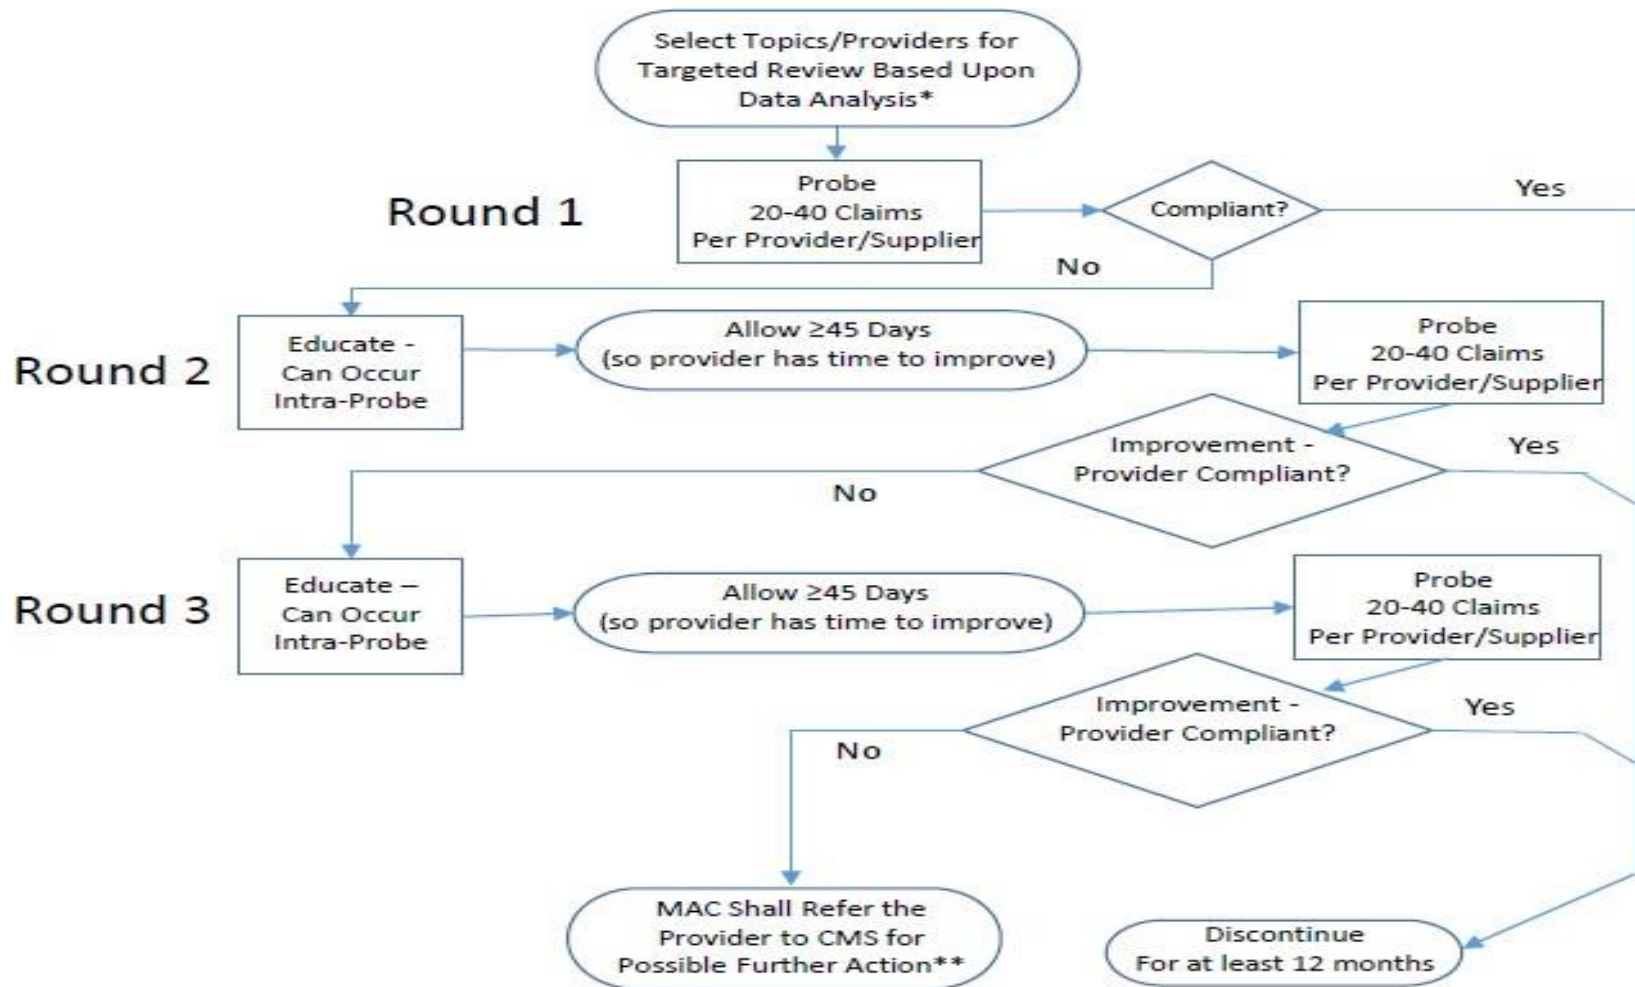 Select Topics/Providers for
Targeted Review Based Upon
Data Analysis*
Round 1
Probe
20-40 Claims
Per Provider/Supplier
Compliant?
Yes
No
Round 2
Educate -
Can Occur
Intra-Probe
Allow ≥45 Days
(so provider has time to improve)
Probe
20-40 Claims
Per Provider/Supplier
Improvement -
Provider Compliant?
Yes
No
Round 3
Educate –
Can Occur
Intra-Probe
Allow ≥45 Days
(so provider has time to improve)
Probe
20-40 Claims
Per Provider/Supplier
Improvement -
Provider Compliant?
Yes
No
MAC Shall Refer the
Provider to CMS for
Possible Further Action**
Discontinue
For at least 12 months